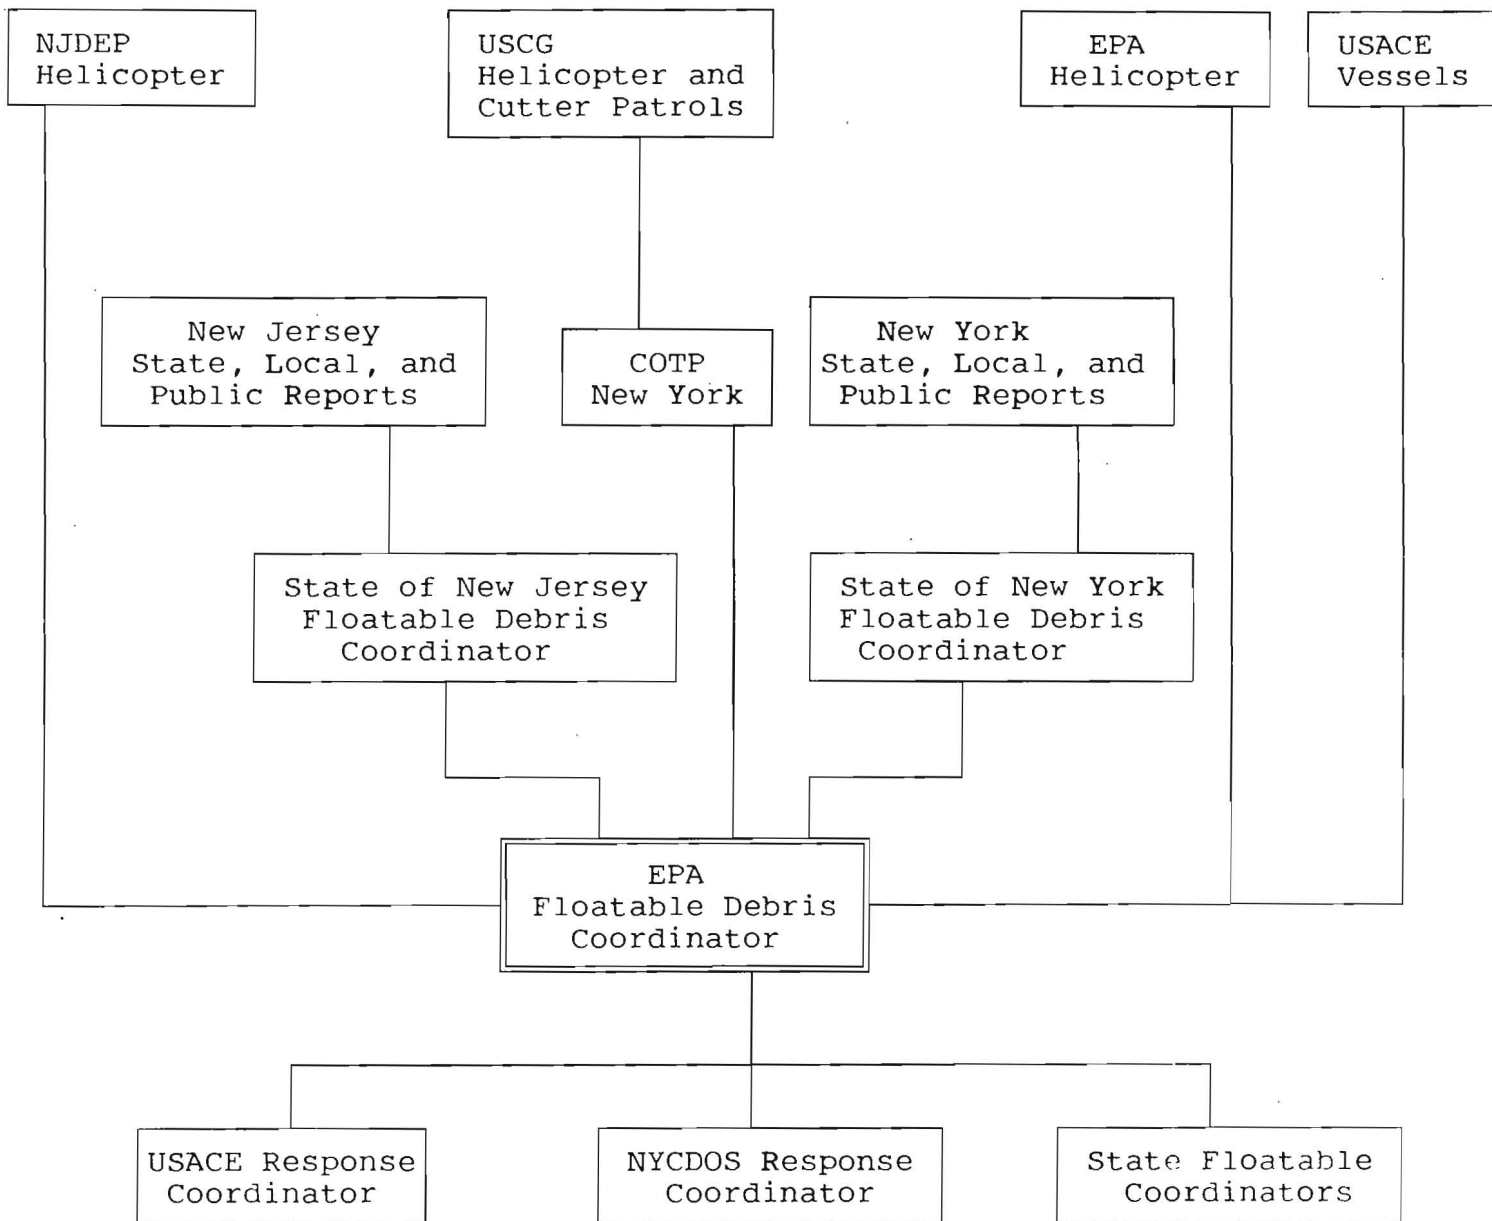 NJDEP
Helicopter
USCG
Helicopter and
Cutter Patrols
EPA
Helicopter
USACE
Vessels
New Jersey
State, Local, and
Public Reports
COTP
New York
New York
State, Local, and
Public Reports
State of New Jersey
Floatable Debris
Coordinator
State of New York
Floatable Debris
Coordinator
EPA
Floatable Debris
Coordinator
USACE Response
Coordinator
NYCDOS Response
Coordinator
State Floatable
Coordinators